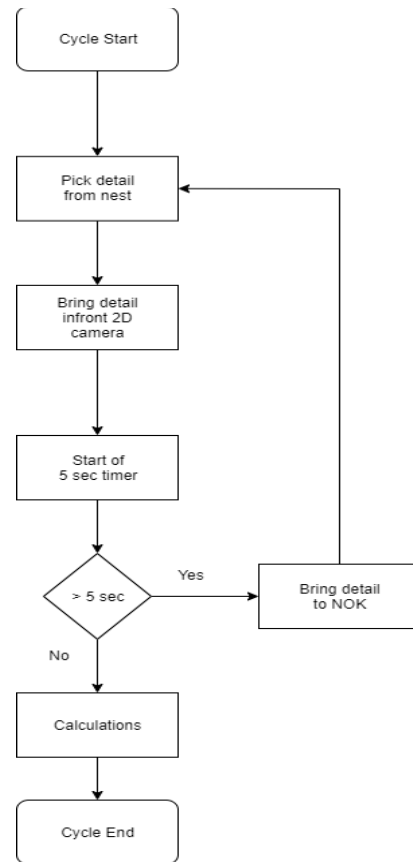 Cycle Start
Pick detail
from nest
Bring detail
infront 2D
camera
Start of
5 sec timer
> 5 sec
Yes
Bring detail
to NOK
No
Calculations
Cycle End